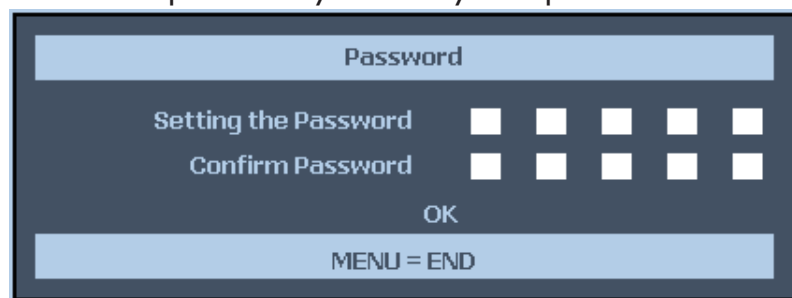 Password
Setting the Password
Confirm Password
OK
MENU = END